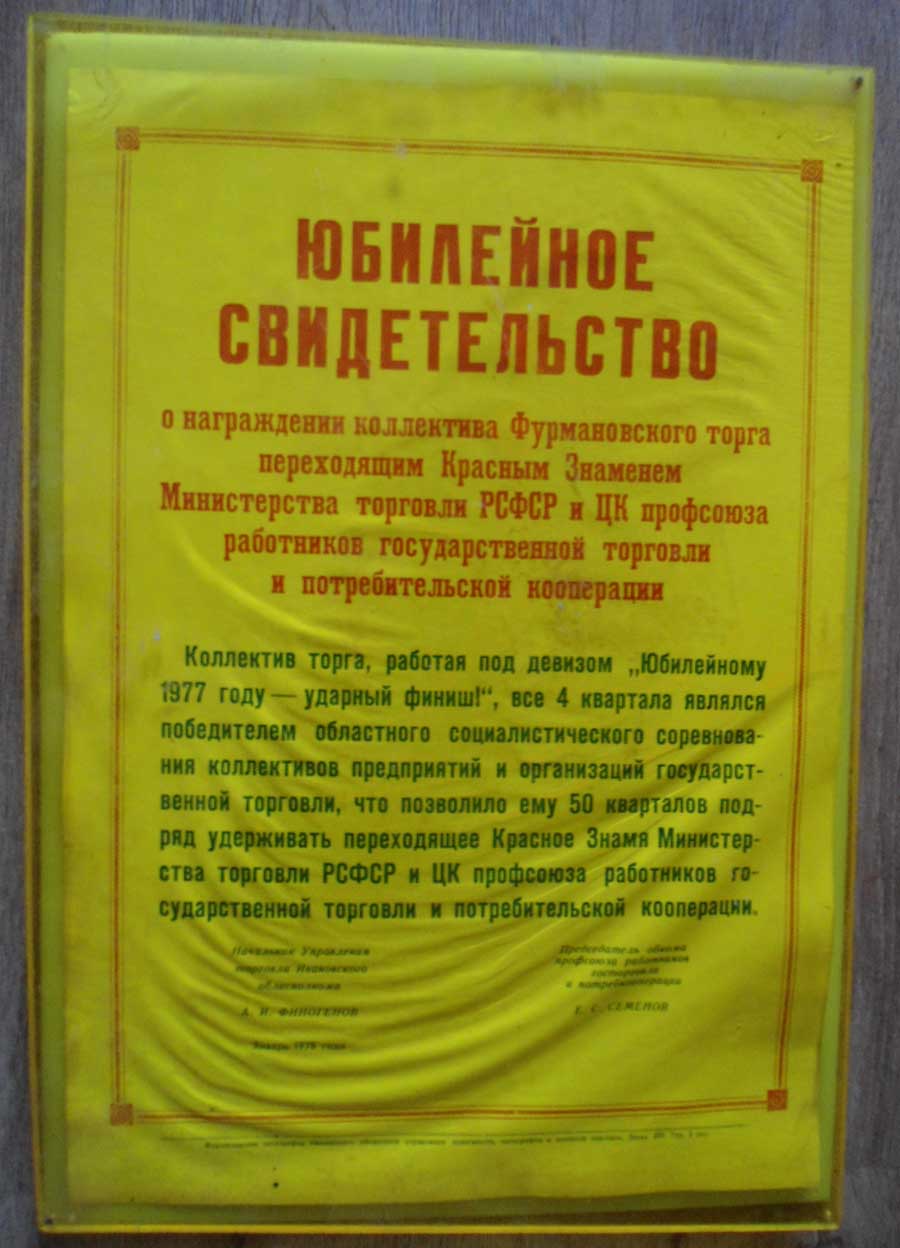 ЮБИЛЕЙНОЕ
СВИДЕТЕЛЬСТВО
о награждении коллектива Фурмановского торга
переходящим Красным Знаменем
Министерства торговли РСФСР и ЦК профсоюза
работников государственной торговли
и потребительской кооперации
Коллектив торга, работая под девизом „Юбилейному
1977 году — ударный финиш!“, все 4 квартала являлся
победителем областного социалистического соревнова-
ния коллективов предприятий и организаций государст-
венной торговли, что позволило ему 50 кварталов под-
ряд удерживать переходящее Красное Знамя Министер-
ства торговли РСФСР и ЦК профсоюза работников го-
сударственной торговли и потребительской кооперации.
Начальник Управления
торговли Ивановского
облисполкома
А. И. ФИНОГЕНОВ
Январь 1978 года
Председатель обкома
профсоюза работников
госторговли
и потребкооперации
Е. С. СЕМЕНОВ